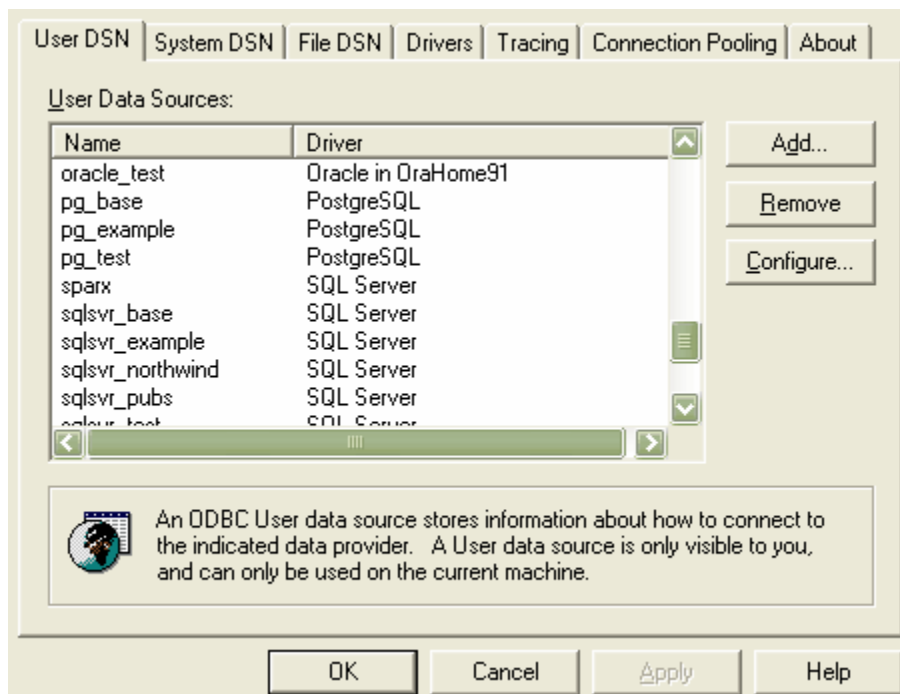 User DSN System DSN File DSN Drivers Tracing Connection Pooling About
User Data Sources:
Name Driver
oracle_test Oracle in OraHome91
pg_base PostgreSQL
pg_example PostgreSQL
pg_test PostgreSQL
sparx SQL Server
sqlsvr_base SQL Server
sqlsvr_example SQL Server
sqlsvr_northwind SQL Server
sqlsvr_pubs SQL Server
sqlsvr_test SQL Server
Add...
Remove
Configure...
An ODBC User data source stores information about how to connect to
the indicated data provider. A User data source is only visible to you,
and can only be used on the current machine.
OK Cancel Apply Help